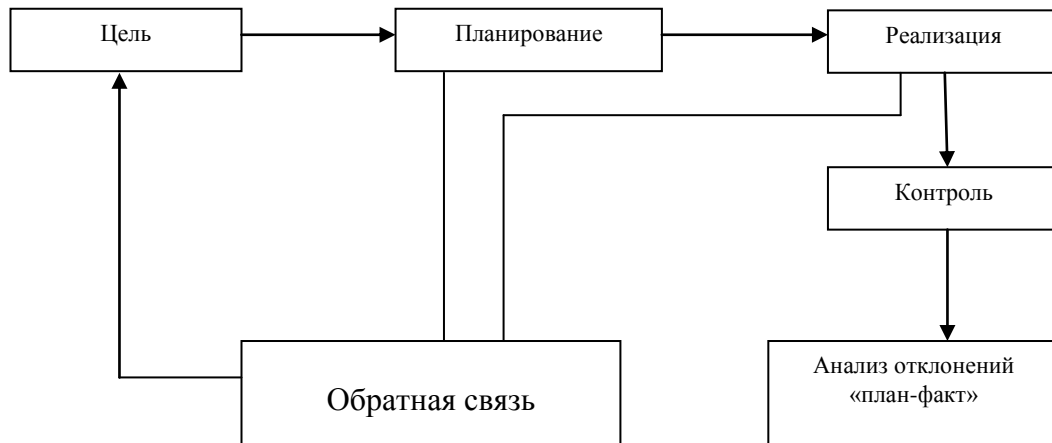 Цель
Планирование
Реализация
Контроль
Анализ отклонений
«план-факт»
Обратная связь